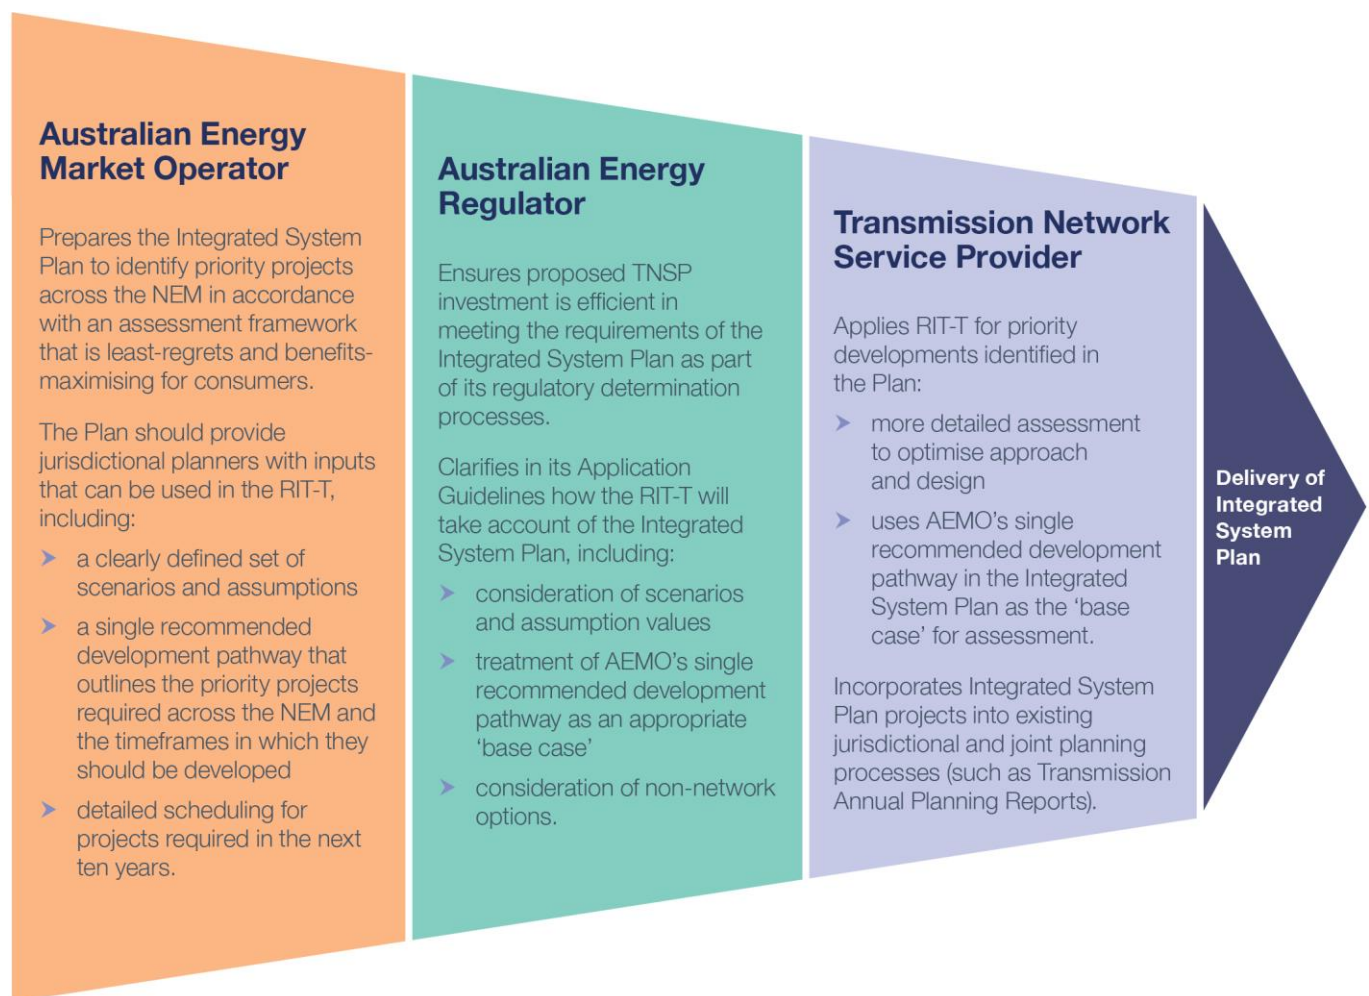 Australian Energy
Market Operator
Prepares the Integrated System
Plan to identify priority projects
across the NEM in accordance
with an assessment framework
that is least-regrets and benefits-
maximising for consumers.
The Plan should provide
jurisdictional planners with inputs
that can be used in the RIT-T,
including:
➤ a clearly defined set of
scenarios and assumptions
➤ a single recommended
development pathway that
outlines the priority projects
required across the NEM and
the timeframes in which they
should be developed
➤ detailed scheduling for
projects required in the next
ten years.
Australian Energy
Regulator
Ensures proposed TNSP
investment is efficient in
meeting the requirements of the
Integrated System Plan as part
of its regulatory determination
processes.
Clarifies in its Application
Guidelines how the RIT-T will
take account of the Integrated
System Plan, including:
➤ consideration of scenarios
and assumption values
➤ treatment of AEMO’s single
recommended development
pathway as an appropriate
‘base case’
➤ consideration of non-network
options.
Transmission Network
Service Provider
Applies RIT-T for priority
developments identified in
the Plan:
➤ more detailed assessment
to optimise approach
and design
➤ uses AEMO’s single
recommended development
pathway in the Integrated
System Plan as the ‘base
case’ for assessment.
Incorporates Integrated System
Plan projects into existing
jurisdictional and joint planning
processes (such as Transmission
Annual Planning Reports).
Delivery of
Integrated
System
Plan